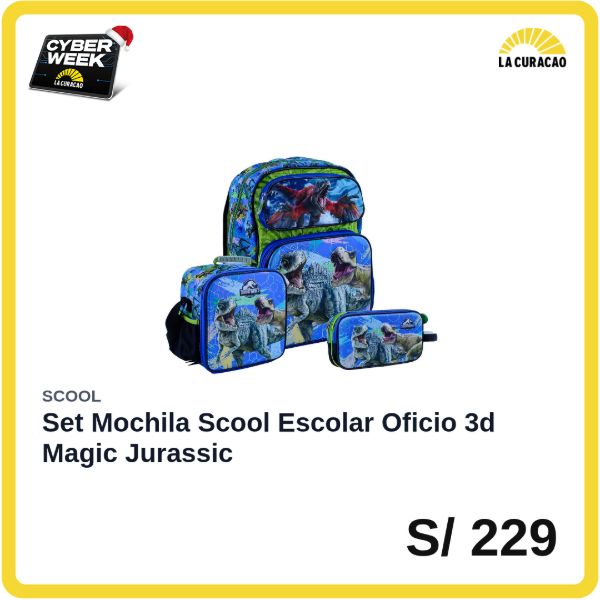 CYBER
WEEK
LA CURACAO
LA CURACAO
SCOOL
Set Mochila Scool Escolar Oficio 3d
Magic Jurassic
S/ 229